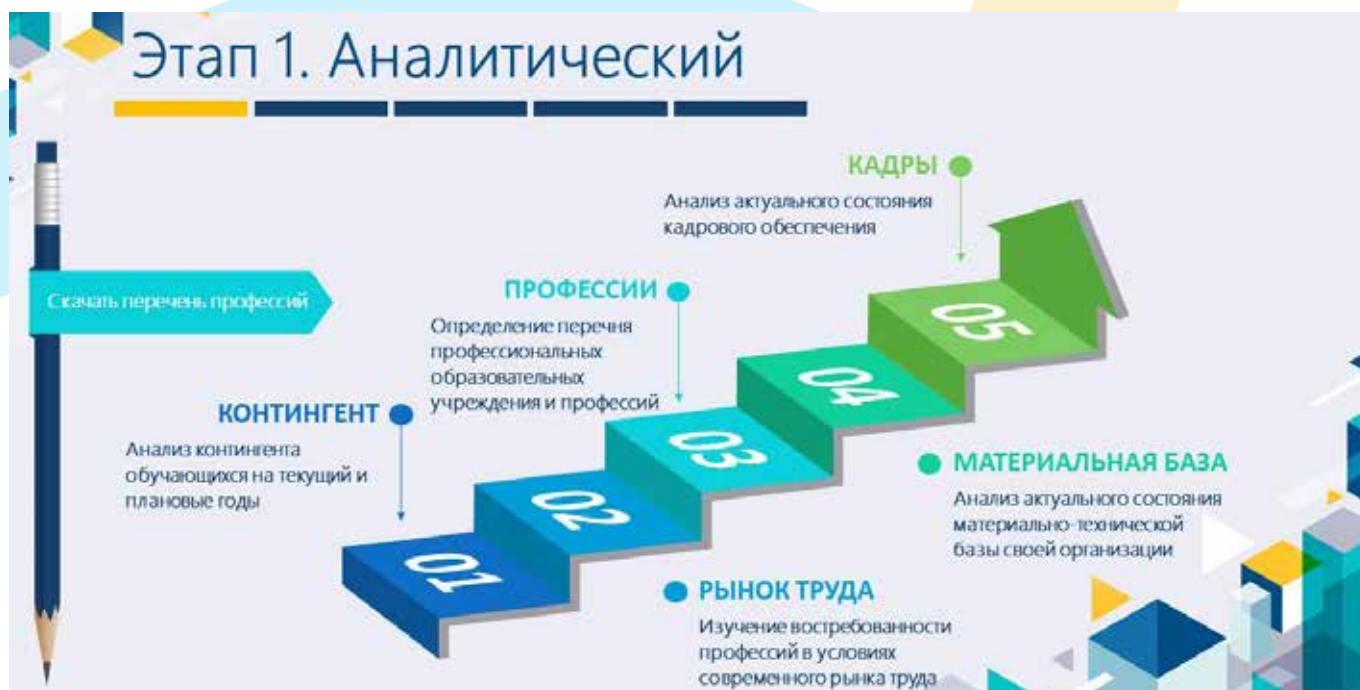 Этап 1. Аналитический
КАДРЫ
Анализ актуального состояния
кадрового обеспечения
Скачать перечень профессий
ПРОФЕССИИ
Определение перечня
профессиональных
образовательных
учреждения и профессий
КОНТИНГЕНТ
Анализ контингента
обучающихся на текущий и
плановые годы
01
02
03
04
05
МАТЕРИАЛЬНАЯ БАЗА
Анализ актуального состояния
материально-технической
базы своей организации
РЫНОК ТРУДА
Изучение востребованности
профессий в условиях
современного рынка труда